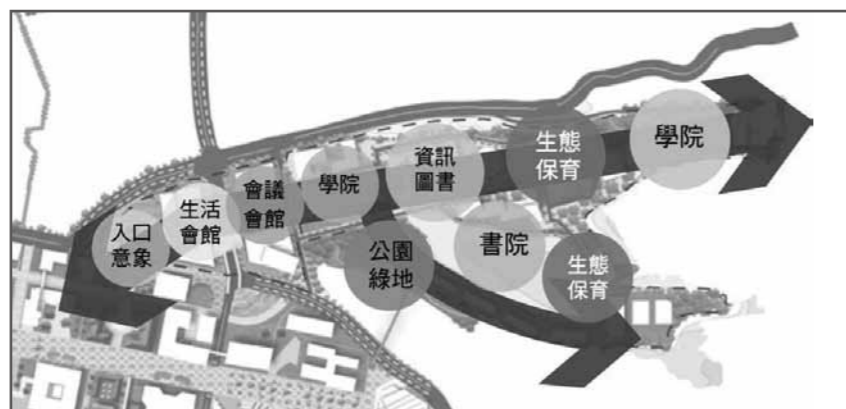 入口
意象
生活
會館
會議
會館
學院
資訊
圖書
生態
保育
學院
公園
綠地
書院
生態
保育